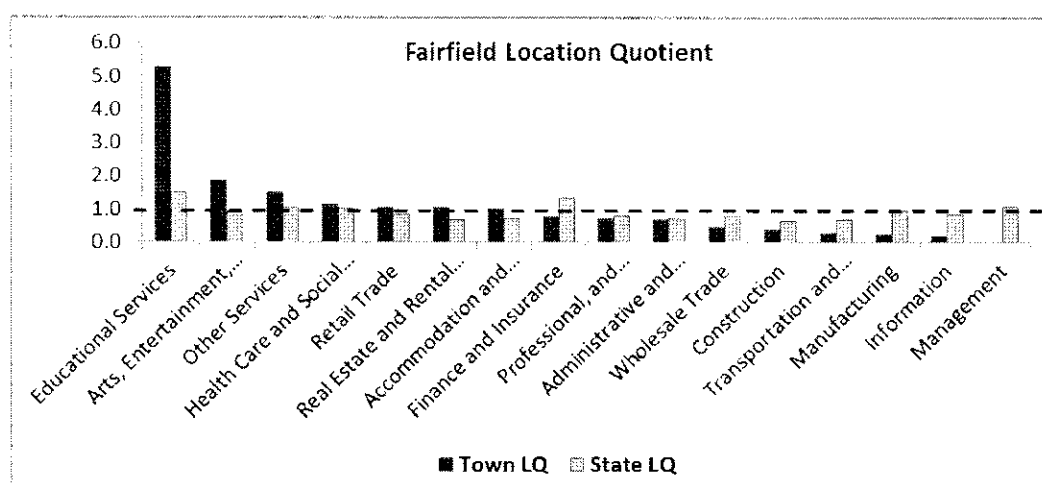 Fairfield Location Quotient
6.0
5.0
4.0
3.0
2.0
1.0
0.0
Educational Services
Arts, Entertainment,...
Other Services
Health Care and Social...
Retail Trade
Real Estate and Rental...
Accommodation and...
Finance and Insurance
Professional, and...
Administrative and...
Wholesale Trade
Construction
Transportation and...
Manufacturing
Information
Management
Town LQ
State LQ